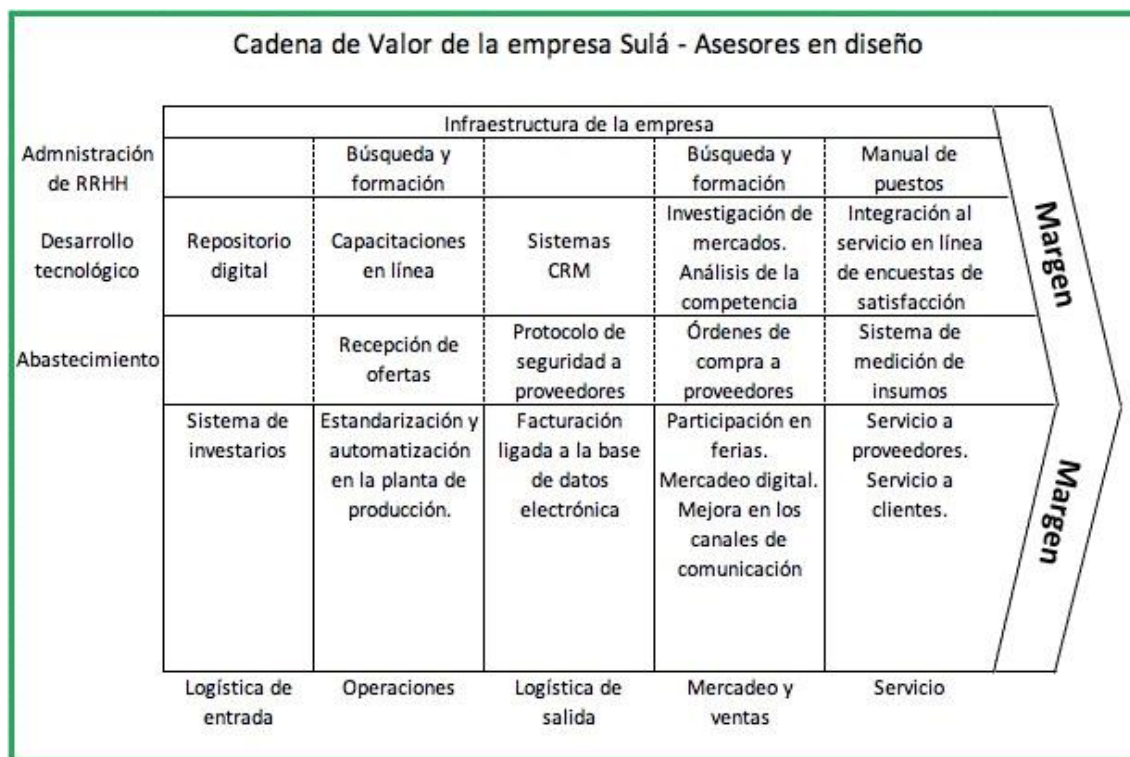 Cadena de Valor de la empresa Sulá - Asesores en diseño
Infraestructura de la empresa
Admnistración
de RRHH
Búsqueda y
formación
Búsqueda y
formación
Manual de
puestos
Desarrollo
tecnológico
Repositorio
digital
Capacitaciones
en línea
Sistemas
CRM
Investigación de
mercados.
Análisis de la
competencia
Integración al
servicio en línea
de encuestas de
satisfacción
Abastecimiento
Recepción de
ofertas
Protocolo de
seguridad a
proveedores
Órdenes de
compra a
proveedores
Sistema de
medición de
insumos
Sistema de
investarios
Estandarización y
automatización
en la planta de
producción.
Facturación
ligada a la base
de datos
electrónica
Participación en
ferias.
Mercadeo digital.
Mejora en los
canales de
comunicación
Servicio a
proveedores.
Servicio a
clientes.
Margen
Margen
Logística de
entrada
Operaciones
Logística de
salida
Mercadeo y
ventas
Servicio